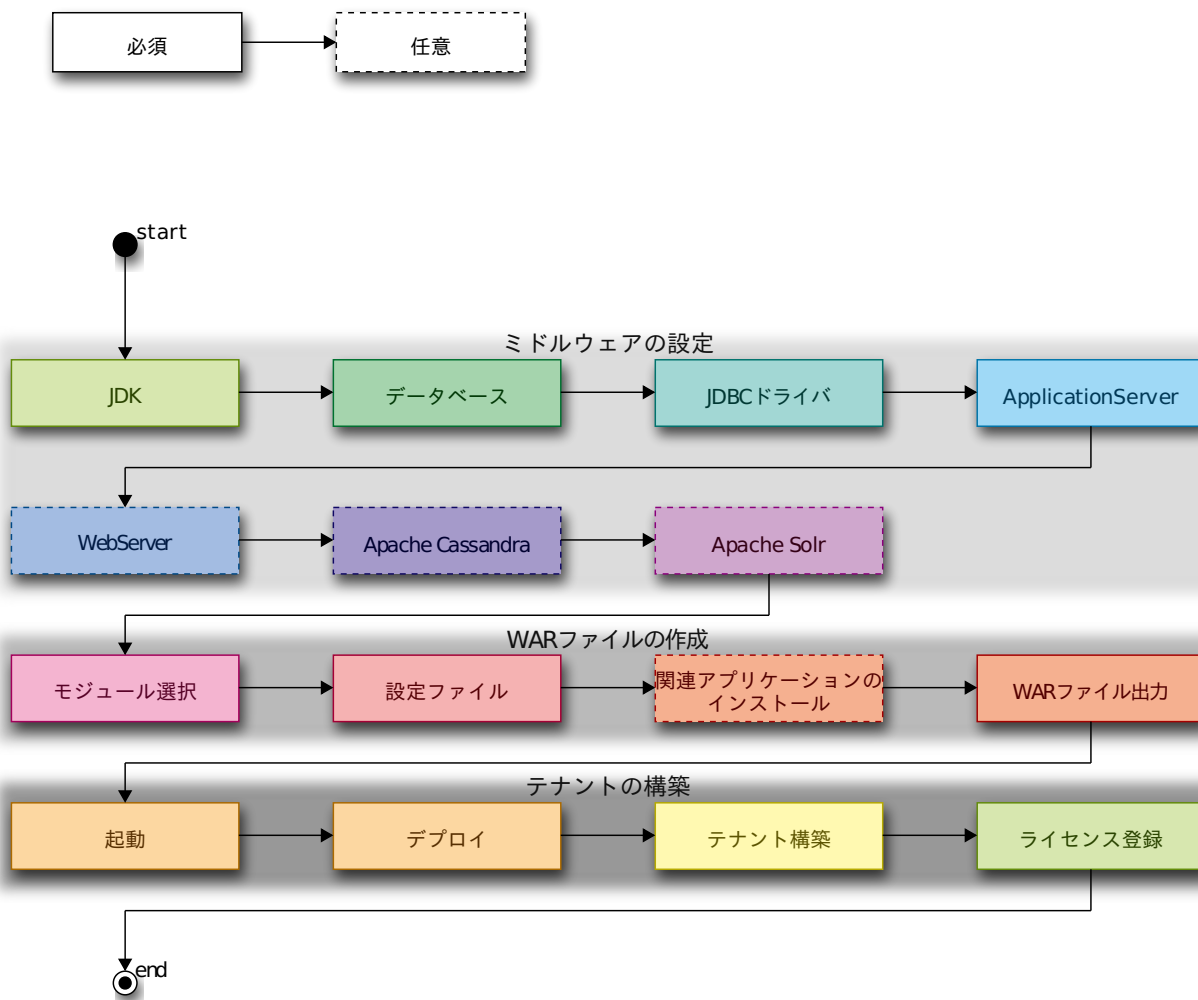 必須
任意
start
ミドルウェアの設定
JDK
データベース
JDBCドライバ
ApplicationServer
WebServer
Apache Cassandra
Apache Solr
WARファイルの作成
モジュール選択
設定ファイル
関連アプリケーションの
インストール
WARファイル出力
テナントの構築
起動
デプロイ
テナント構築
ライセンス登録
end